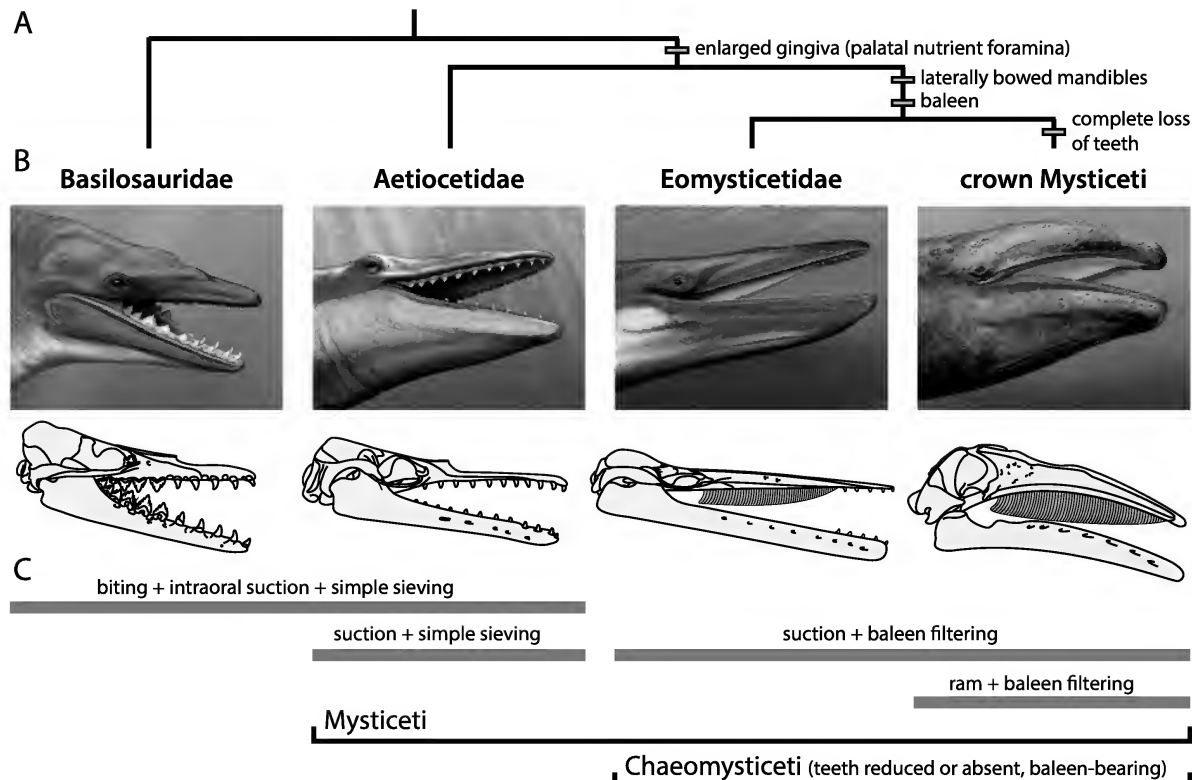 A
enlarged gingiva (palatal nutrient foramina)
laterally bowed mandibles
baleen
complete loss
of teeth
B
Basilosauridae
Aetiocetidae
Eomysticetidae
crown Mysticeti
C
biting + intraoral suction + simple sieving
suction + simple sieving
suction + baleen filtering
ram + baleen filtering
Mysticeti
Chaeomysticeti (teeth reduced or absent, baleen-bearing)